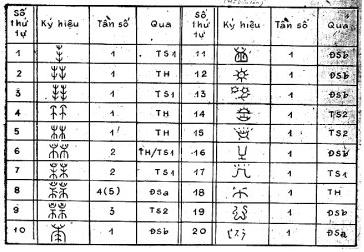 Số thứ tự Ký hiệu Tần số Qua Số thứ tự Ký hiệu Tần số Qua
1 1 TS1 11 1 ĐSb
2 1 TH 12 1 ĐSb
3 1 TS1 13 1 ĐSb
4 1 TH 14 1 TS2
5 1 TH 15 1 TS2
6 2 TH/TS1 16 1 ĐSb
7 2 TS1 17 1 TS1
8 4(5) ĐSa 18 1 TH
9 3 TS2 19 1 ĐSb
10 1 ĐSb 20 1 ĐSa